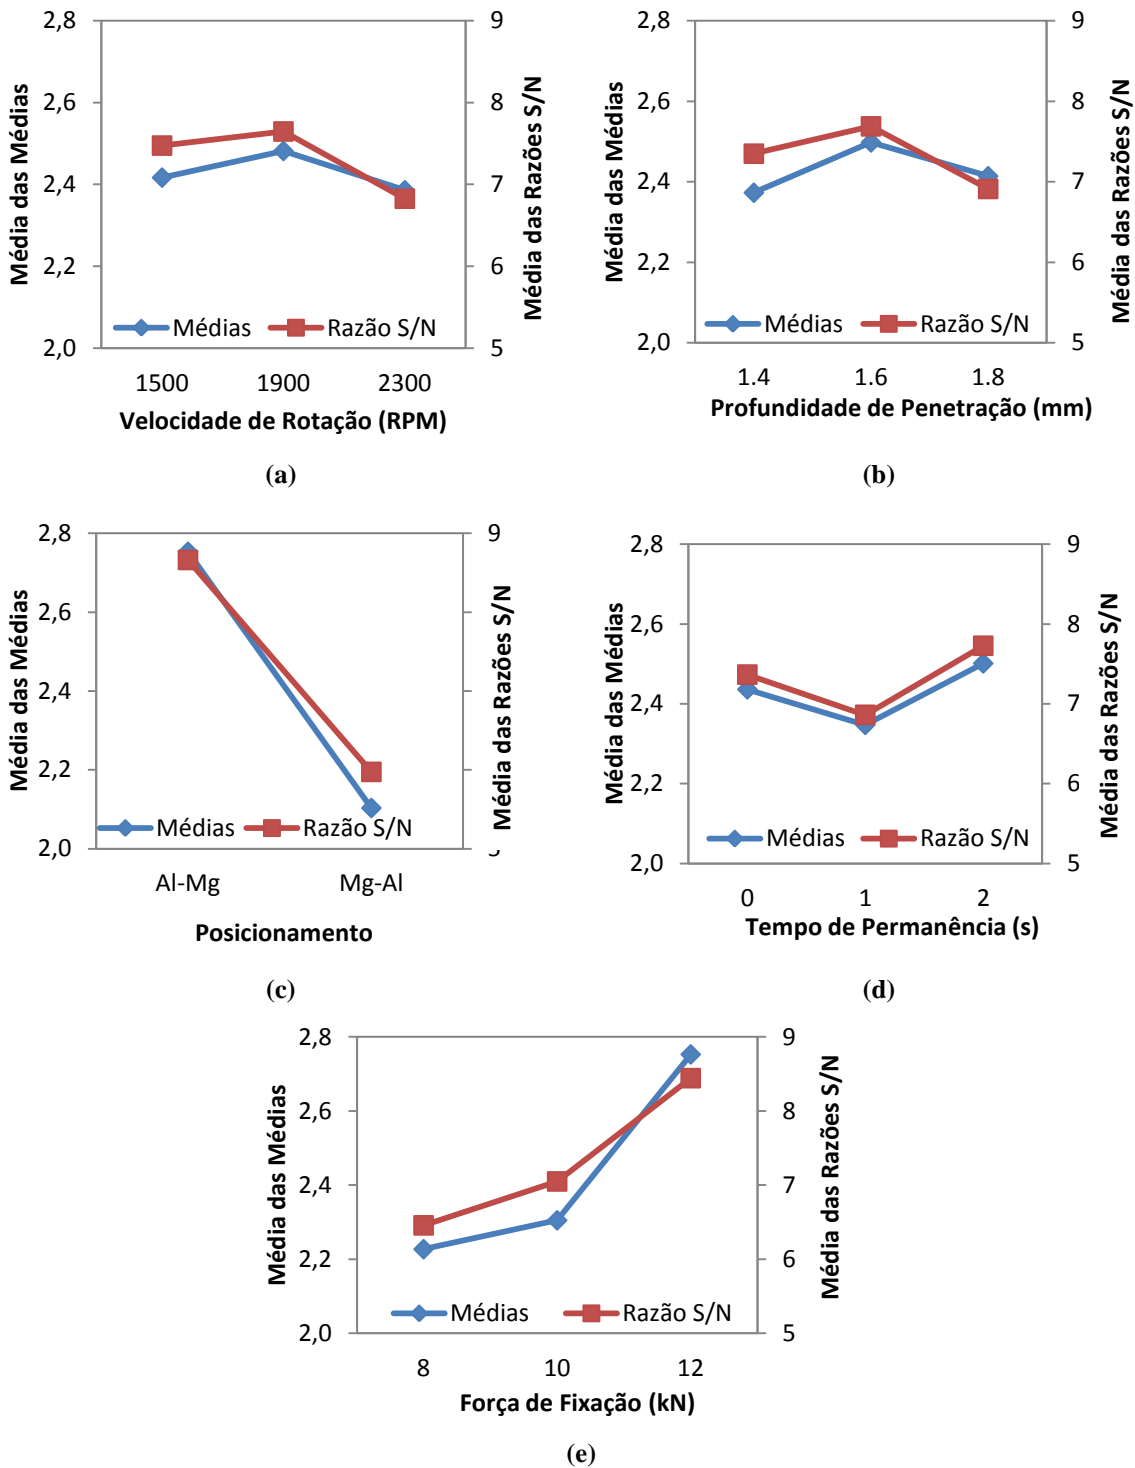 2,8
2,6
2,4
2,2
2,0
Média das Médias
9
8
7
6
5
Média das Razões S/N
Médias
Razão S/N
1500 1900 2300
Velocidade de Rotação (RPM)
(a)
2,8
2,6
2,4
2,2
2,0
Média das Médias
9
8
7
6
5
Média das Razões S/N
Médias
Razão S/N
1.4 1.6 1.8
Profundidade de Penetração (mm)
(b)
2,8
2,6
2,4
2,2
2,0
Média das Médias
9
Média das Razões S/N
Médias
Razão S/N
Al-Mg Mg-Al
Posicionamento
(c)
2,8
2,6
2,4
2,2
2,0
Média das Médias
9
8
7
6
5
Média das Razões S/N
Médias
Razão S/N
0 1 2
Tempo de Permanência (s)
(d)
2,8
2,6
2,4
2,2
2,0
Média das Médias
9
8
7
6
5
Média das Razões S/N
Médias
Razão S/N
8 10 12
Força de Fixação (kN)
(e)